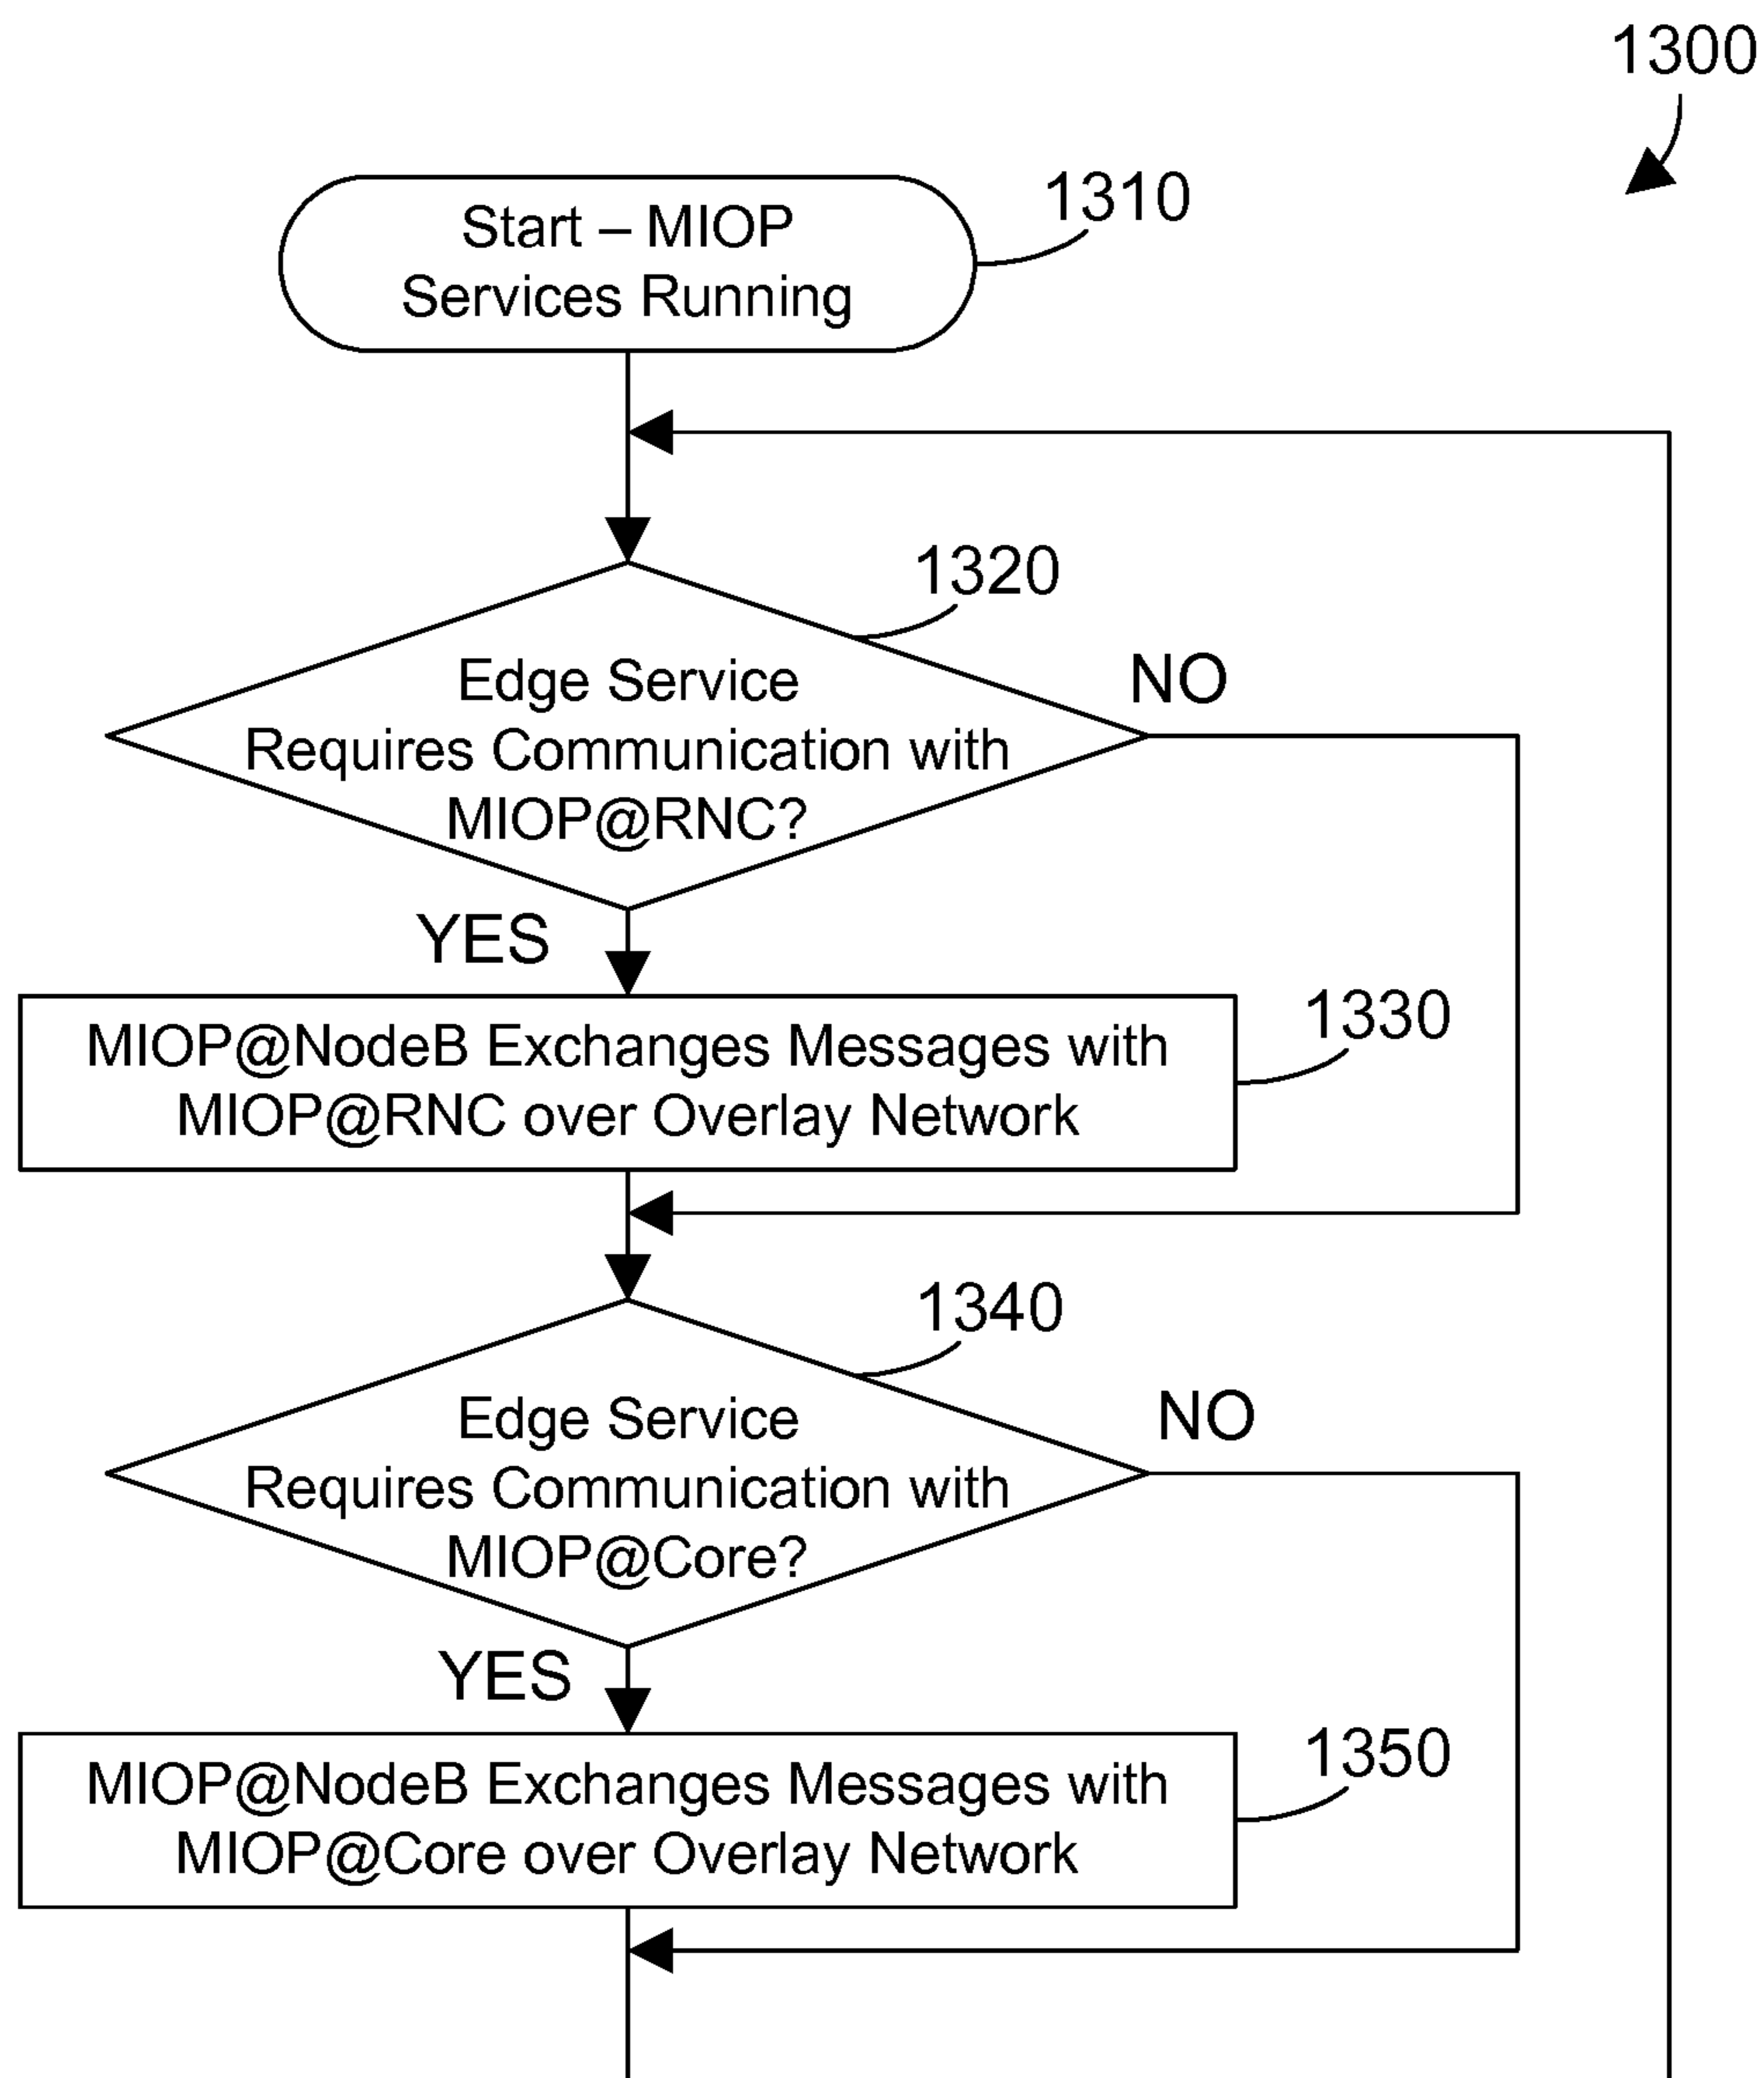 1300
1310
Start – MIOP
Services Running
1320
Edge Service
Requires Communication with
MIOP@RNC?
NO
YES
1330
MIOP@NodeB Exchanges Messages with
MIOP@RNC over Overlay Network
1340
Edge Service
Requires Communication with
MIOP@Core?
NO
YES
1350
MIOP@NodeB Exchanges Messages with
MIOP@Core over Overlay Network